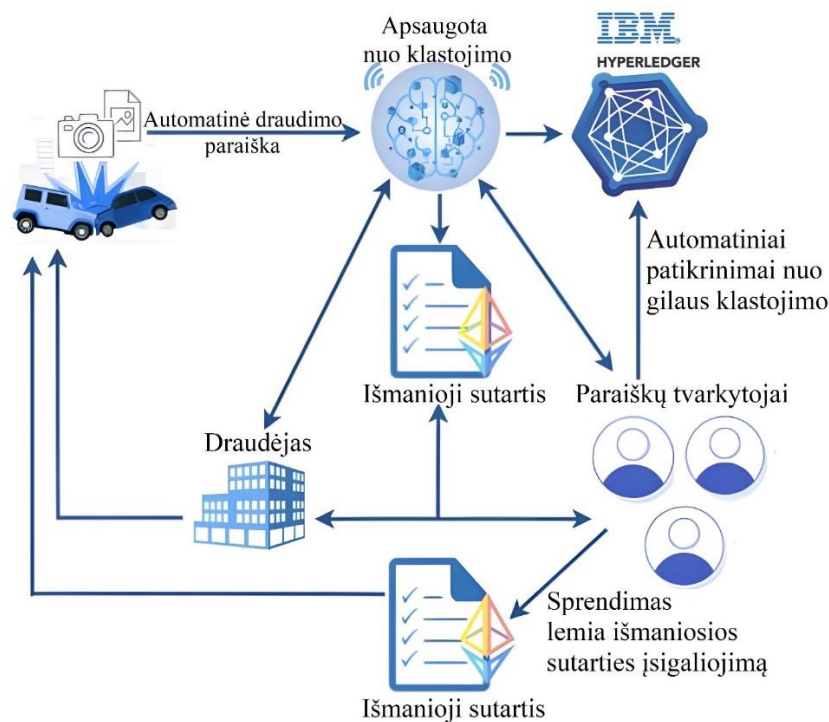 Apsaugota
nuo klastojimo
IBM®
HYPERLEDGER
Automatinė draudimo
paraiška
Automatiniai
patikrinimai nuo
gilaus klastojimo
Išmanioji sutartis
Paraiškų tvarkytojai
Draudėjas
Sprendimas
lemia išmaniosios
sutarties įsigaliojimą
Išmanioji sutartis